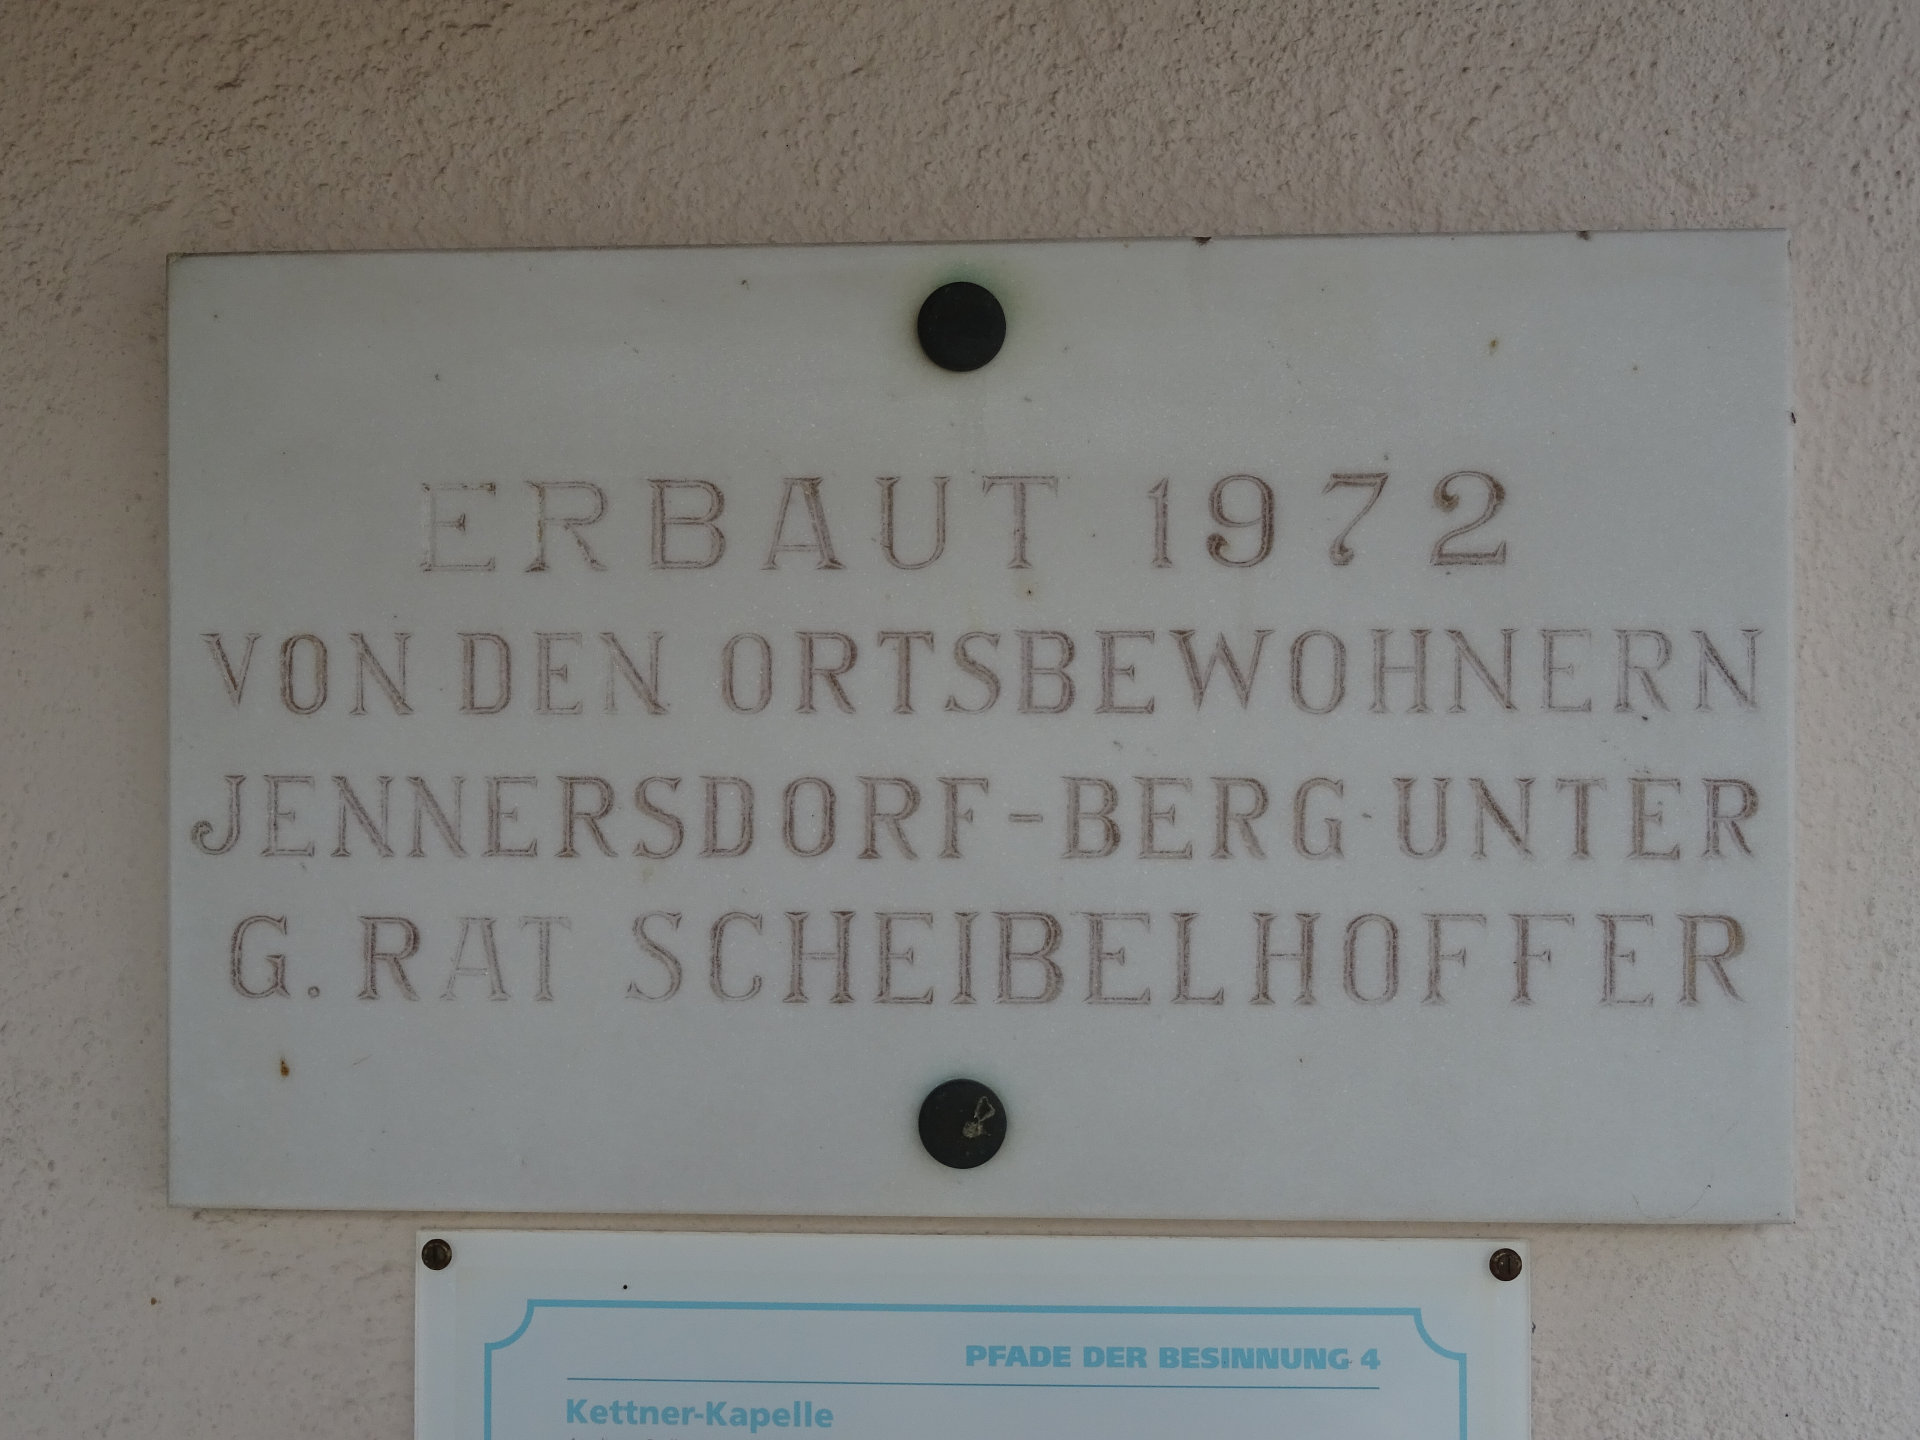 ERBAUT 1972
VON DEN ORTSBEWOHNERN
JENNERSDORF-BERG·UNTER
G. RAT SCHEIBELHOFFER
PFADE DER BESINNUNG 4
Kettner-Kapelle